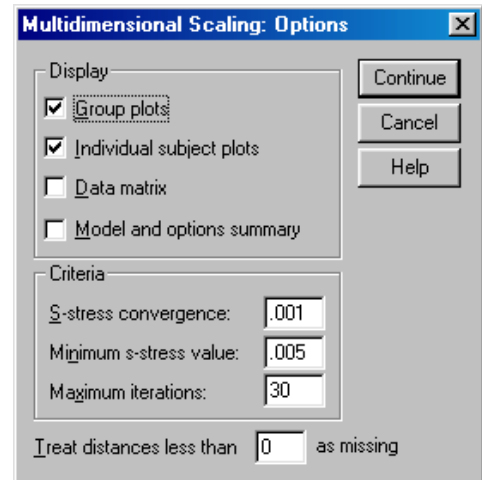 Multidimensional Scaling: Options
Display
Group plots
Individual subject plots
Data matrix
Model and options summary
Continue
Cancel
Help
Criteria
S-stress convergence: .001
Minimum s-stress value: .005
Maximum iterations: 30
Treat distances less than 0 as missing